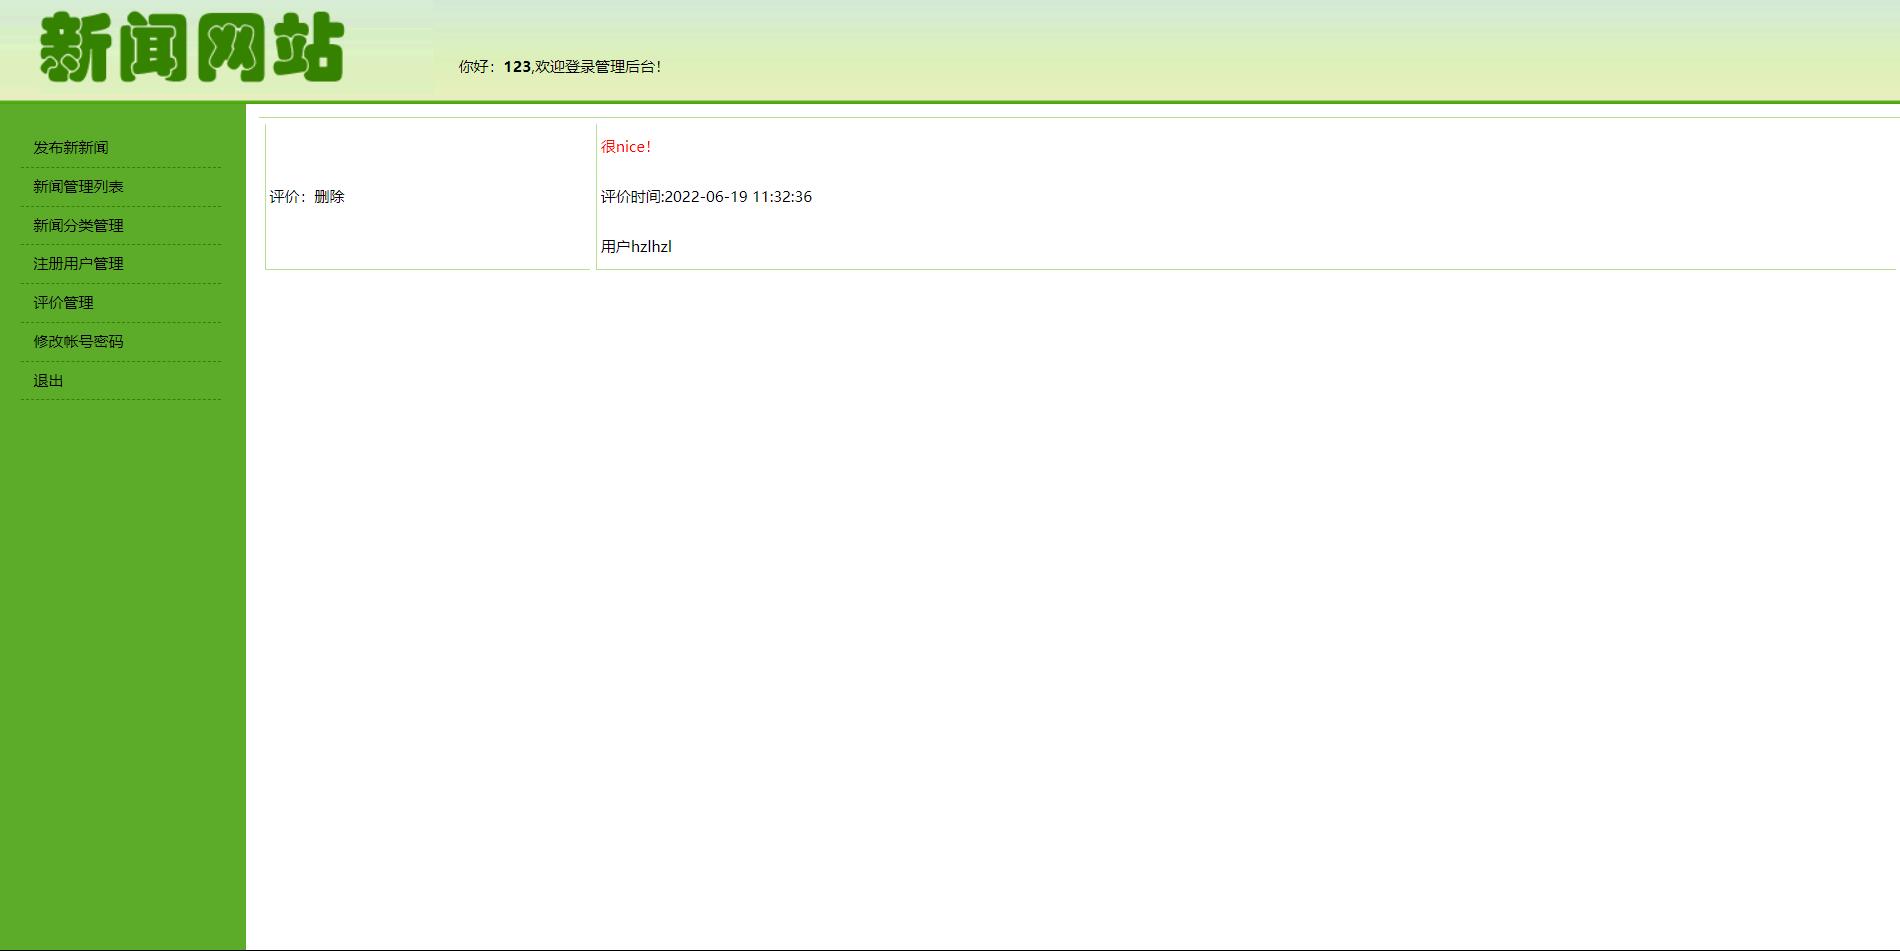 新闻网站
你好：123,欢迎登录管理后台！
发布新新闻
新闻管理列表
新闻分类管理
注册用户管理
评价管理
修改帐号密码
退出
评价：删除
很nice！
评价时间:2022-06-19 11:32:36
用户hzlhzl